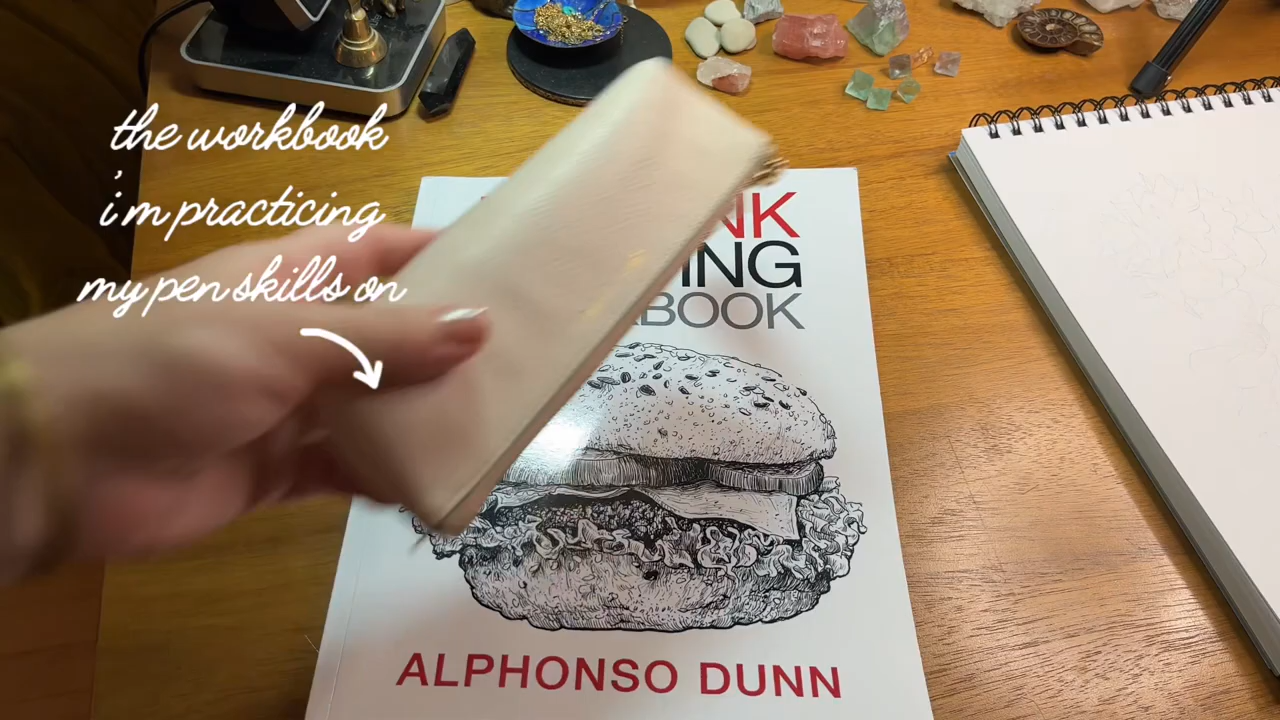 the workbook
i'm practicing
my pen skills on
NK
ING
BOOK
ALPHONSO DUNN